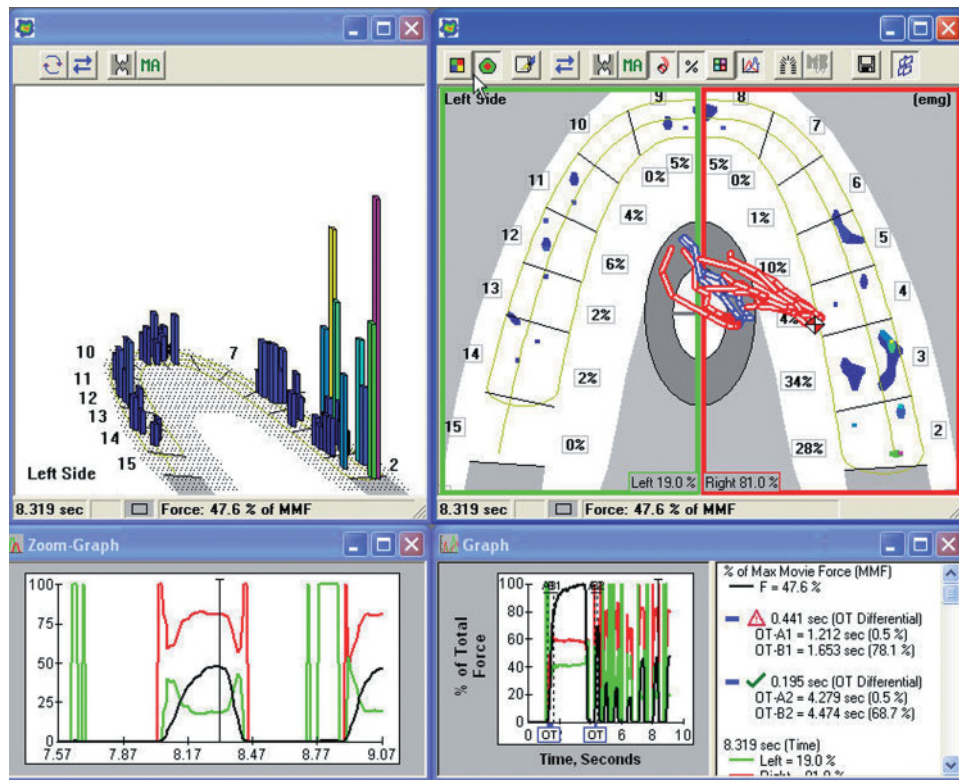 MA
MA
%
MB
10
11
12
13
14
15
7
2
Left Side
8.319 sec
Force: 47.6 % of MMF
Left Side
9
8
(emg)
10
7
11
6
12
5
13
4
14
3
15
2
5%
5%
0%
0%
4%
1%
6%
10%
2%
4%
2%
34%
0%
28%
Left 19.0 %
Right 81.0 %
8.319 sec
Force: 47.6 % of MMF
Zoom-Graph
100
75
50
25
0
7.57
7.87
8.17
8.47
8.77
9.07
Graph
% of Total
Force
100
80
60
40
20
0
0
2
4
6
8
10
OT
OT
Time, Seconds
% of Max Movie Force (MMF)
F = 47.6 %
0.441 sec (OT Differential)
OT-A1 = 1.212 sec (0.5 %)
OT-B1 = 1.653 sec (78.1 %)
0.195 sec (OT Differential)
OT-A2 = 4.279 sec (0.5 %)
OT-B2 = 4.474 sec (68.7 %)
8.319 sec (Time)
Left = 19.0 %
Right = 81.0 %